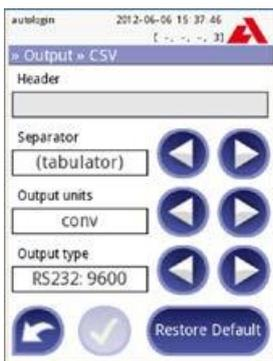 autologin 2012-06-06 15:37:46
[ -, -, -, 3]
» Output » CSV
Header
Separator
(tabulator)
Output units
conv
Output type
RS232: 9600
Restore Default